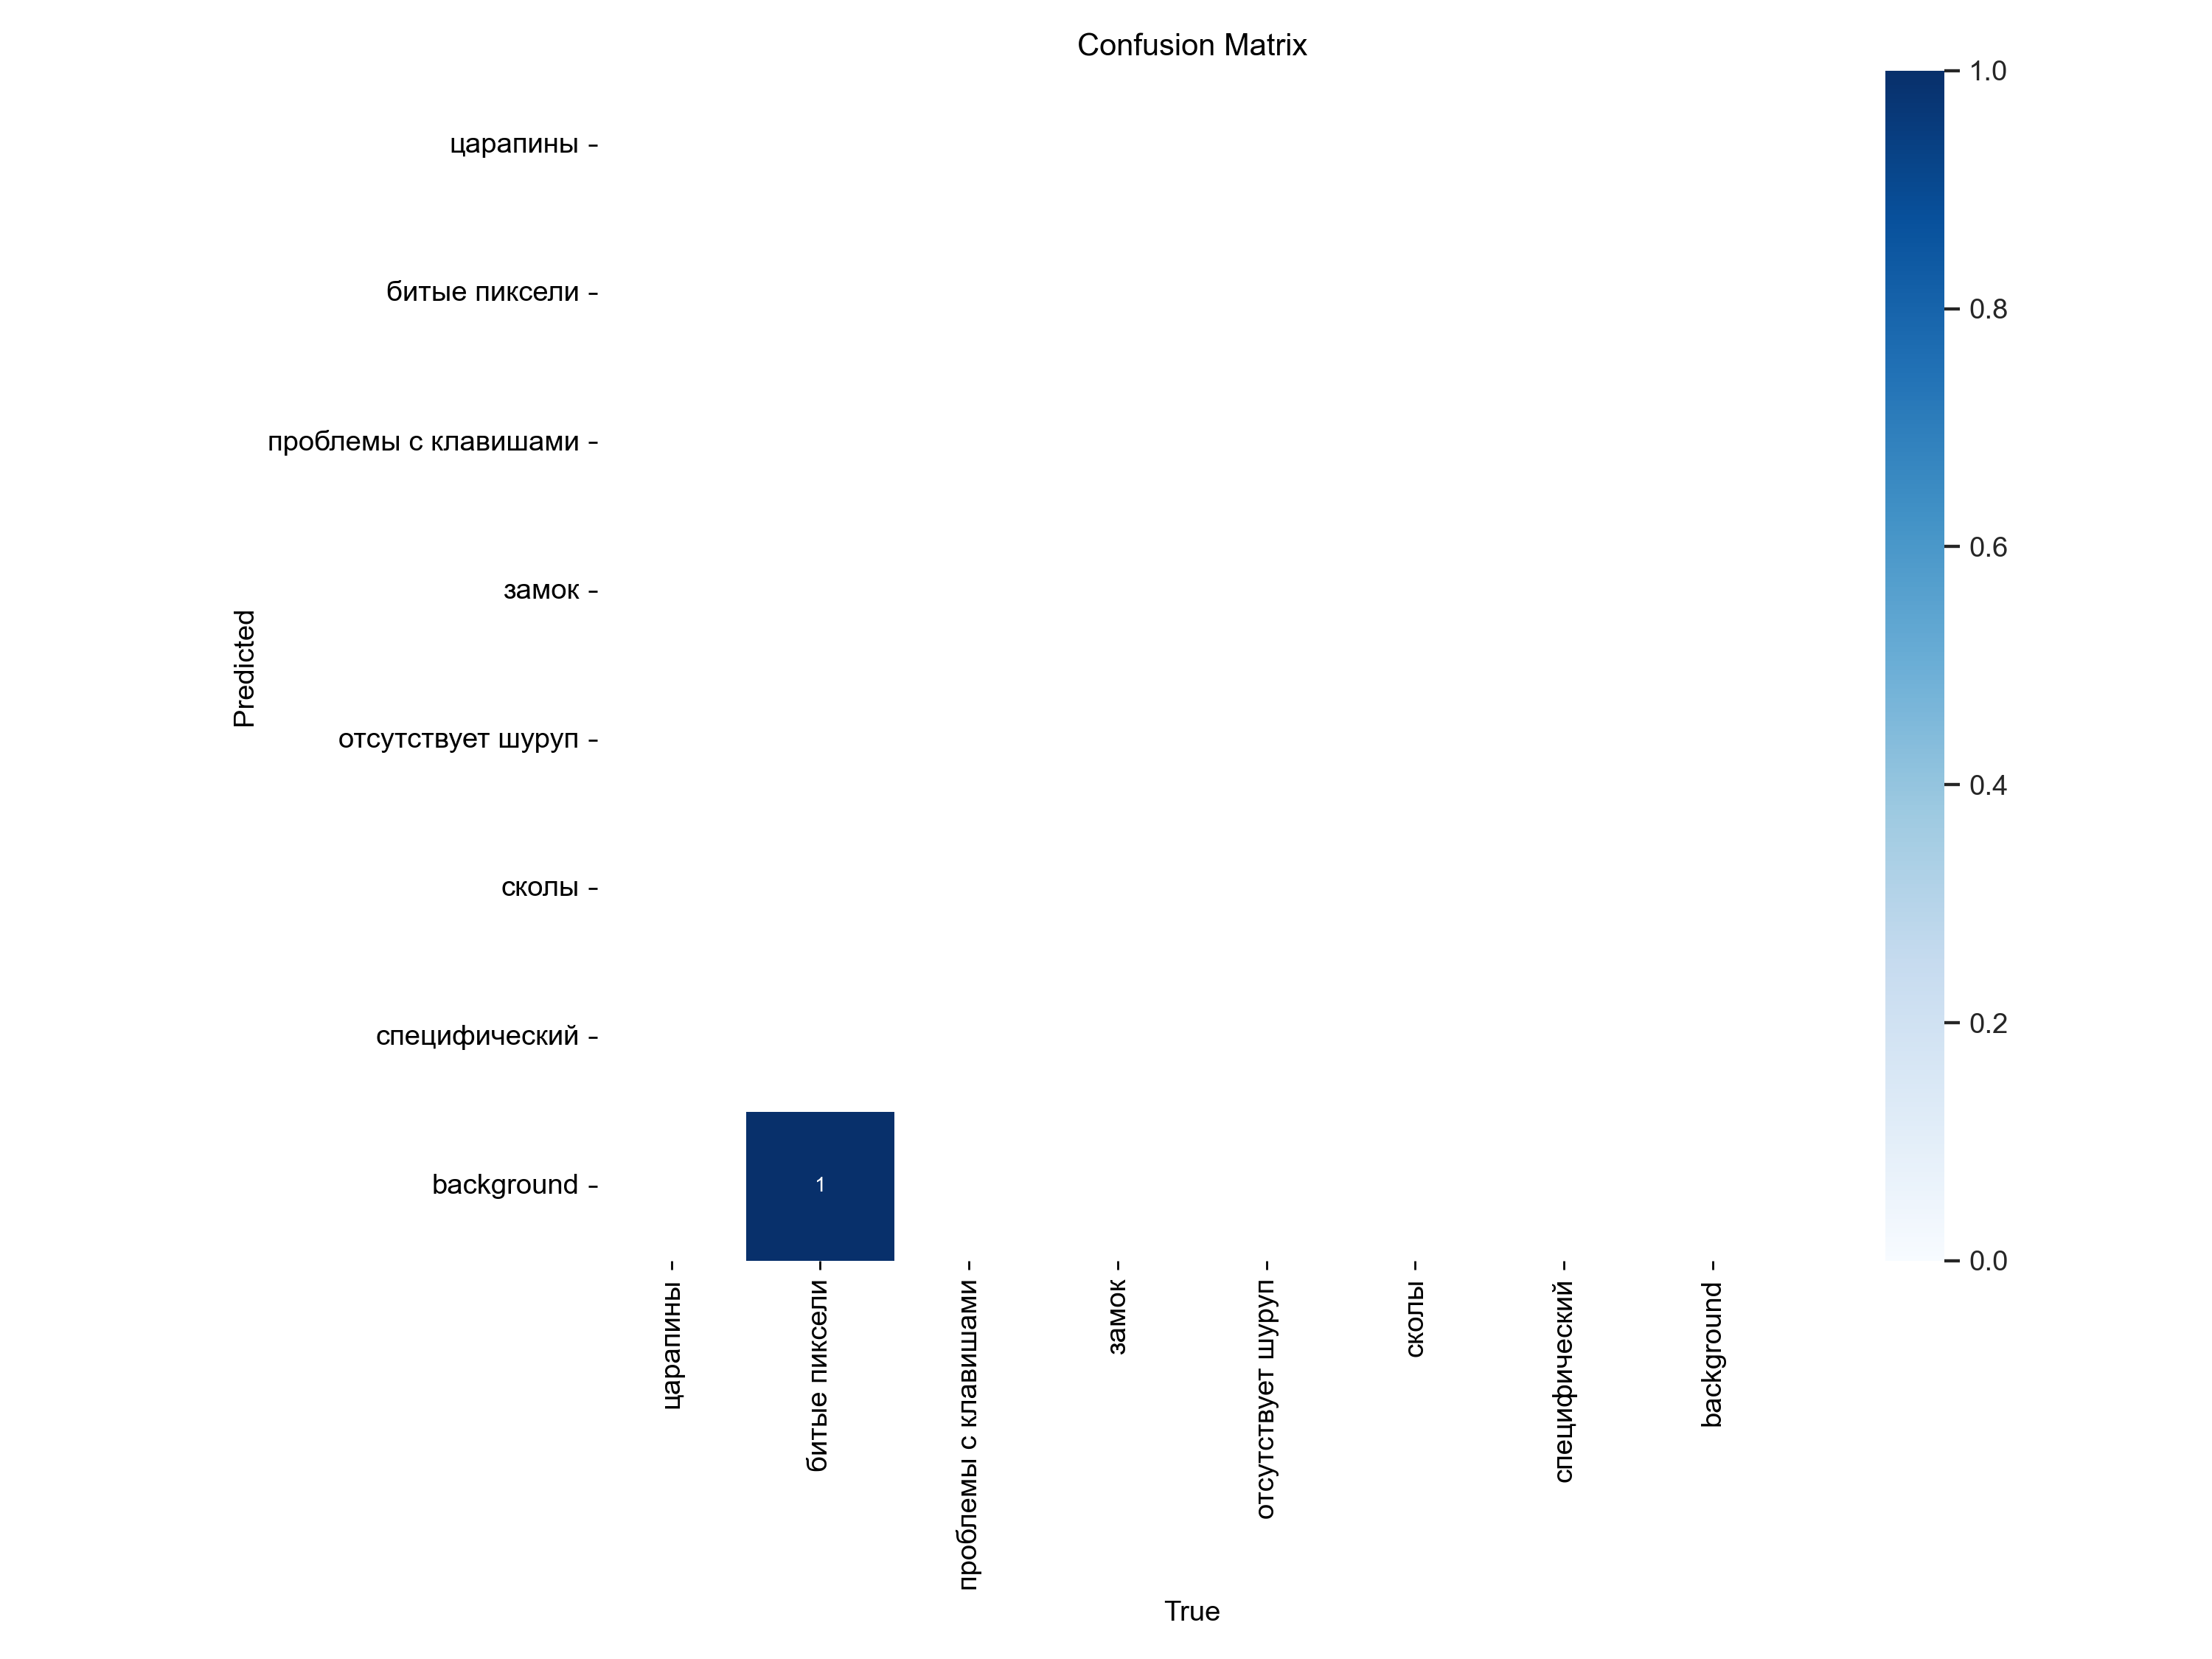 Confusion Matrix
Predicted
царапины
битые пиксели
проблемы с клавишами
замок
отсутствует шуруп
сколы
специфический
background
1
царапины
битые пиксели
проблемы с клавишами
замок
отсутствует шуруп
сколы
специфический
background
True
1.0
0.8
0.6
0.4
0.2
0.0